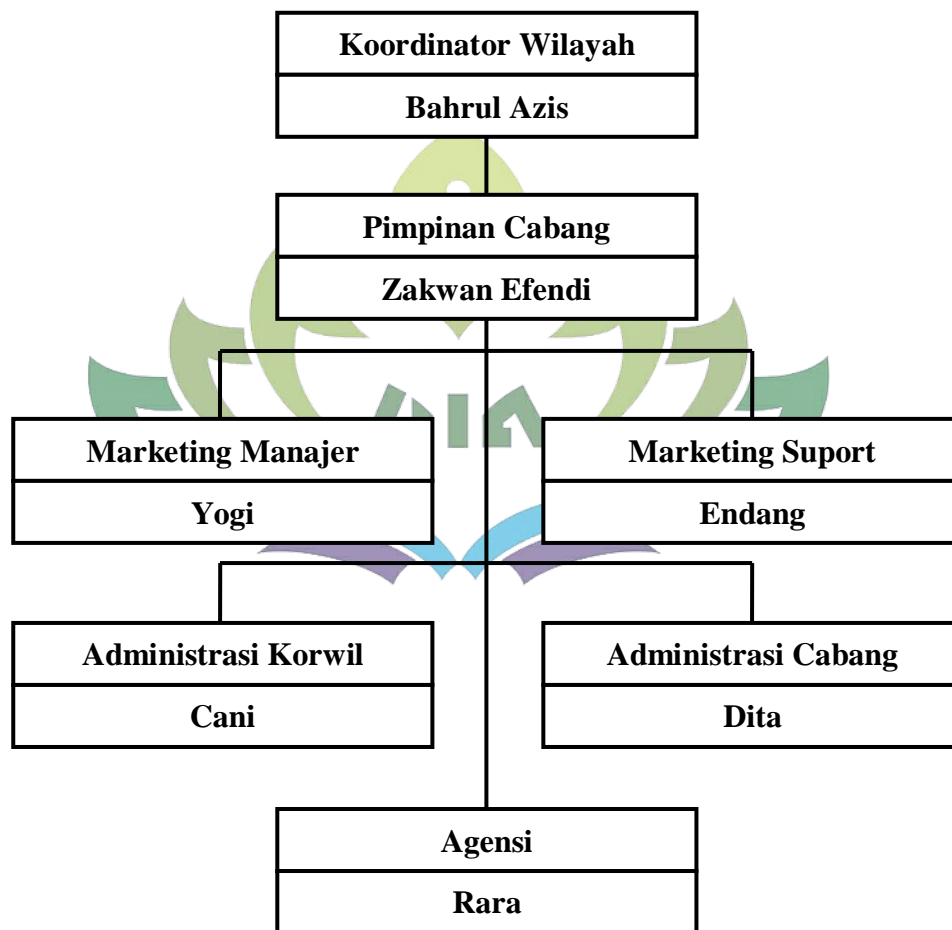 Koordinator Wilayah
Bahrul Azis
Pimpinan Cabang
Zakwan Efendi
Marketing Manajer
Yogi
Marketing Suport
Endang
Administrasi Korwil
Cani
Administrasi Cabang
Dita
Agensi
Rara